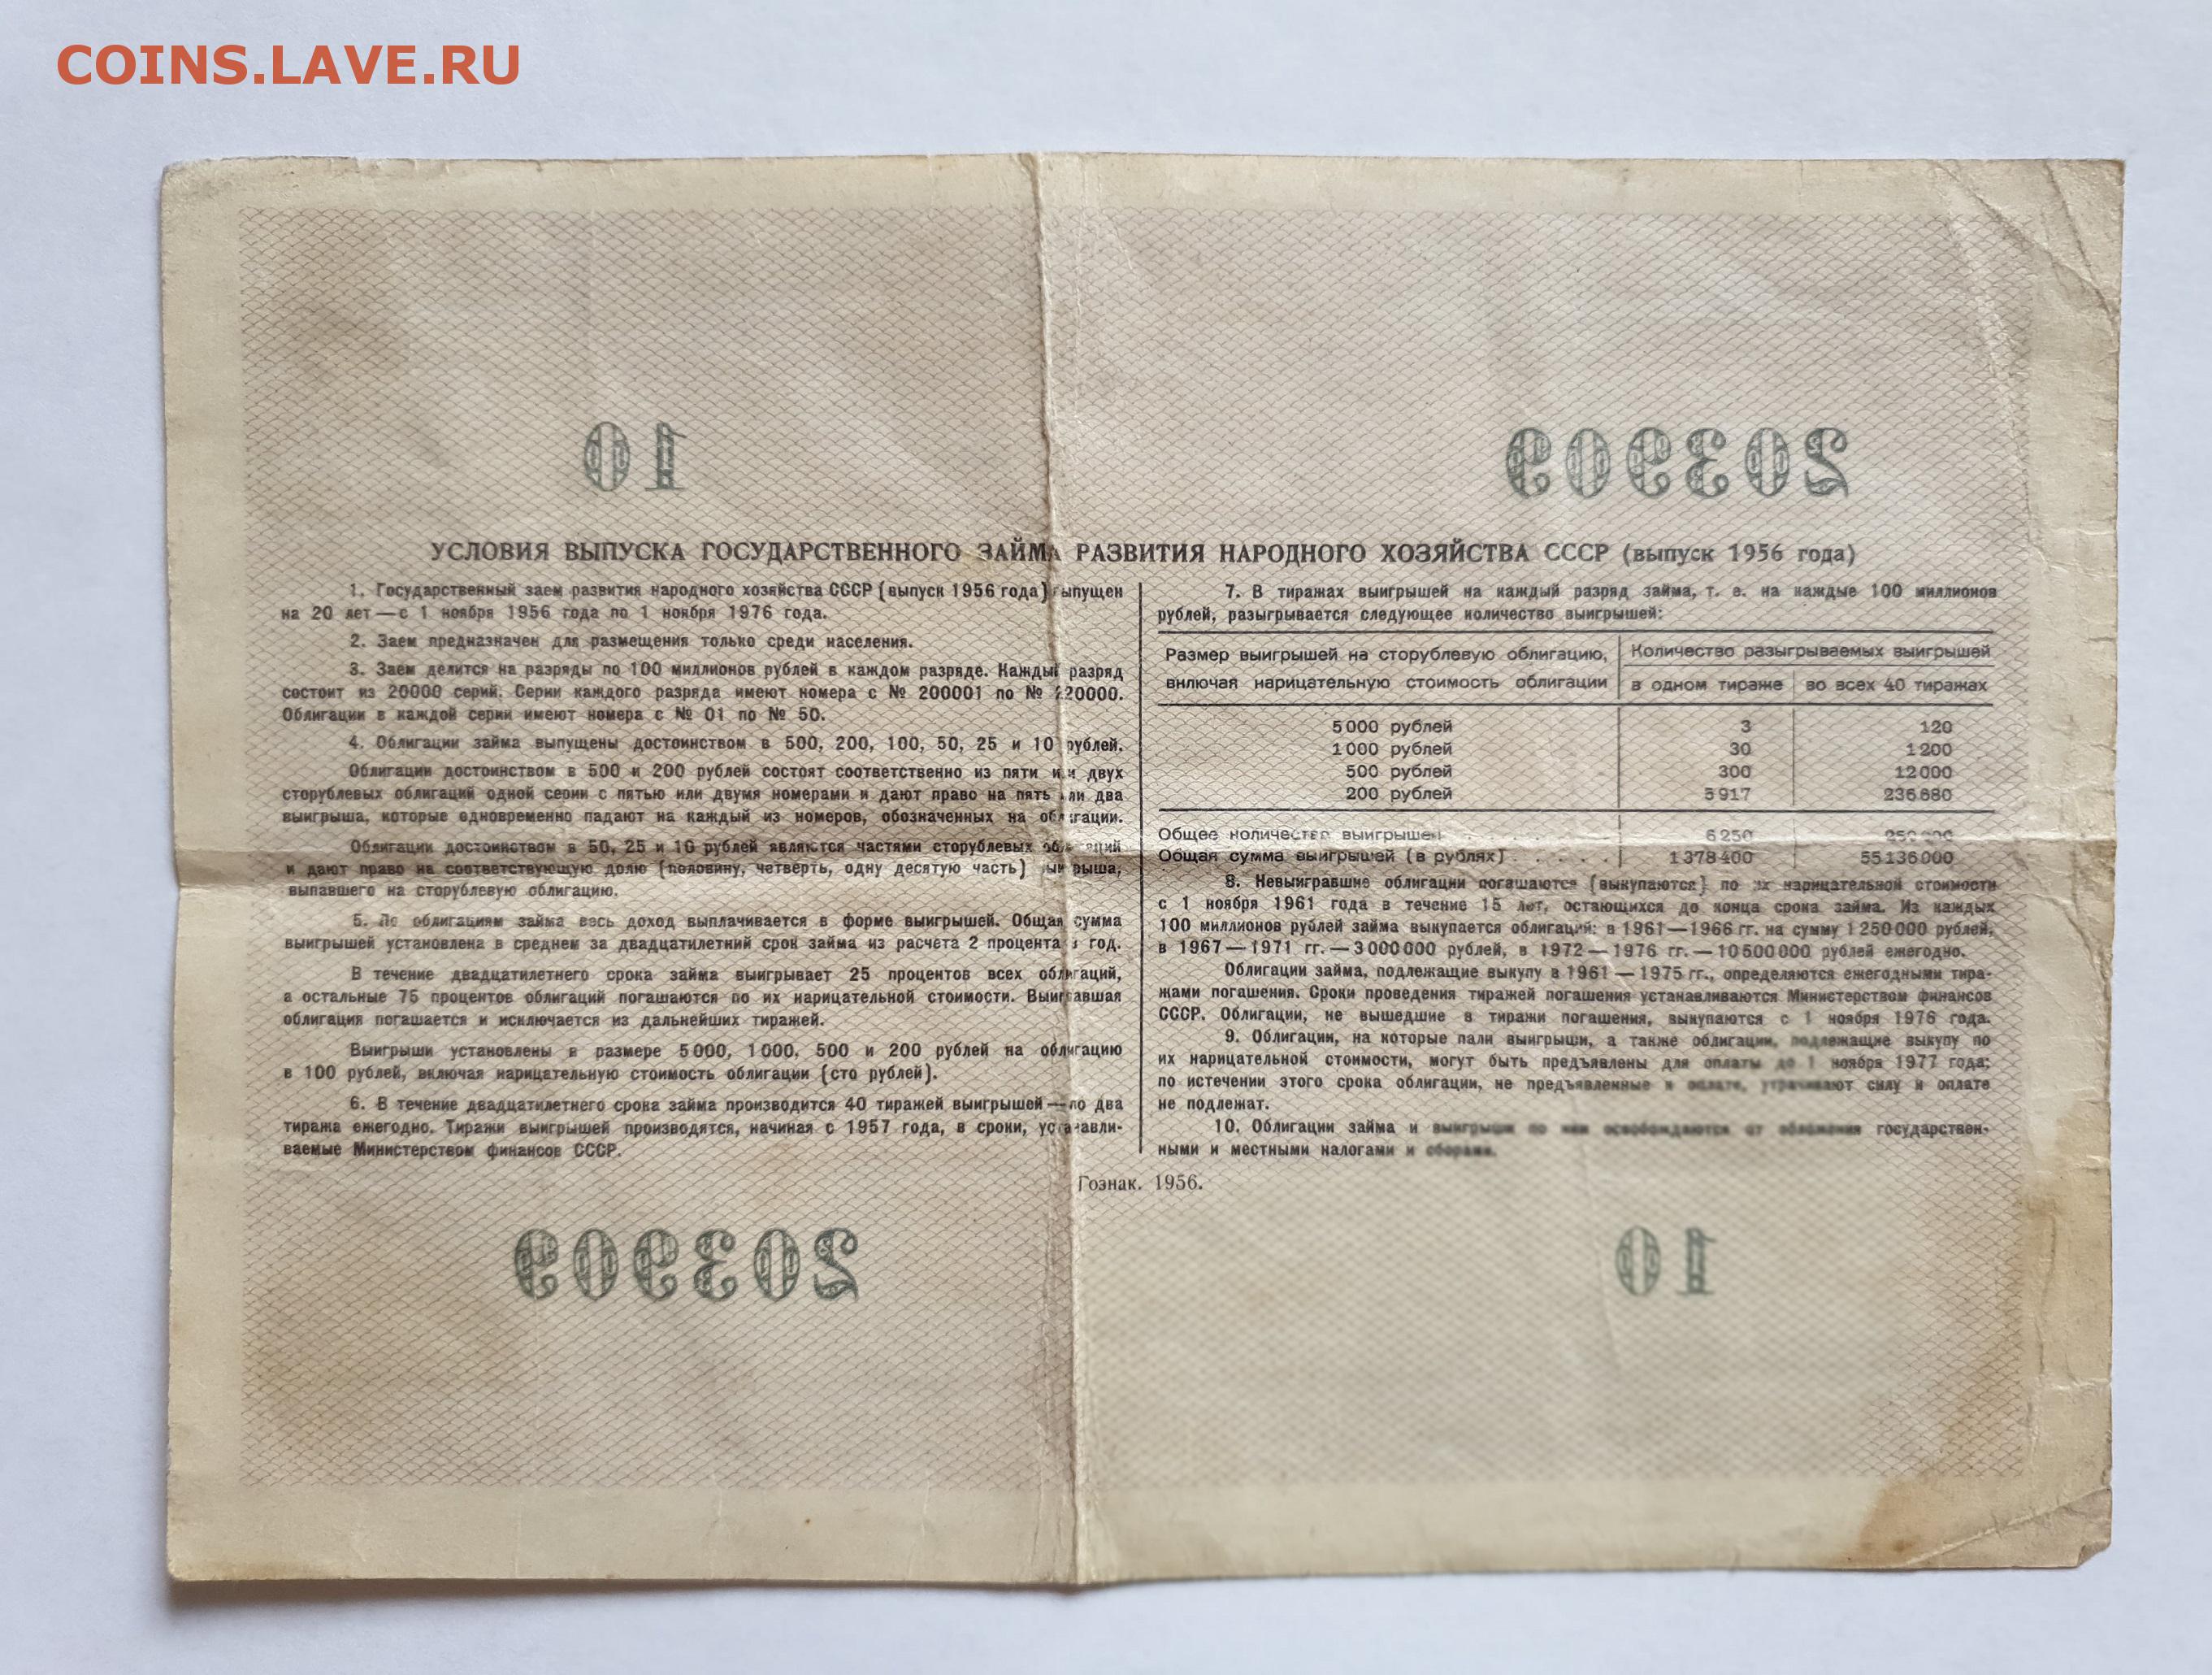 COINS.LAVE.RU
10 203909
УСЛОВИЯ ВЫПУСКА ГОСУДАРСТВЕННОГО ЗАЙМА РАЗВИТИЯ НАРОДНОГО ХОЗЯЙСТВА СССР (выпуск 1956 года)
1. Государственный заем развития народного хозяйства СССР (выпуск 1956 года) выпущен
на 20 лет — с 1 ноября 1956 года по 1 ноября 1976 года.
2. Заем предназначен для размещения только среди населения.
3. Заем делится на разряды по 100 миллионов рублей в каждом разряде. Каждый разряд
состоит из 20000 серий. Серии каждого разряда имеют номера с № 200001 по № 220000.
Облигации в каждой серии имеют номера с № 01 по № 50.
4. Облигации займа выпущены достоинством в 500, 200, 100, 50, 25 и 10 рублей.
Облигации достоинством в 500 и 200 рублей состоят соответственно из пяти или двух
сторублевых облигаций одной серии с пятью или двумя номерами и дают право на пять или два
выигрыша, которые одновременно падают на каждый из номеров, обозначенных на облигации.
Облигации достоинством в 50, 25 и 10 рублей являются частями сторублевых облигаций
и дают право на соответствующую долю (половину, четверть, одну десятую часть) выигрыша,
выпавшего на сторублевую облигацию.
5. По облигациям займа весь доход выплачивается в форме выигрышей. Общая сумма
выигрышей установлена в среднем за двадцатилетний срок займа из расчета 2 процента в год.
В течение двадцатилетнего срока займа выигрывает 25 процентов всех облигаций,
а остальные 75 процентов облигаций погашаются по их нарицательной стоимости. Выигравшая
облигация погашается и исключается из дальнейших тиражей.
Выигрыши установлены в размере 5000, 1000, 500 и 200 рублей на облигацию
в 100 рублей, включая нарицательную стоимость облигации (сто рублей).
6. В течение двадцатилетнего срока займа производится 40 тиражей выигрышей — по два
тиража ежегодно. Тиражи выигрышей производятся, начиная с 1957 года, в сроки, устанавли-
ваемые Министерством финансов СССР.
7. В тиражах выигрышей на каждый разряд займа, т. е. на каждые 100 миллионов
рублей, разыгрывается следующее количество выигрышей:
Размер выигрышей на сторублевую облигацию, Количество разыгрываемых выигрышей
включая нарицательную стоимость облигации в одном тираже во всех 40 тиражах
5000 рублей 3 120
1000 рублей 30 1200
500 рублей 300 12000
200 рублей 5917 236680
Общее количество выигрышей . . . . 6250
Общая сумма выигрышей (в рублях) . . . . . 1378400 55136000
8. Невыигравшие облигации погашаются (выкупаются) по их нарицательной стоимости
с 1 ноября 1961 года в течение 15 лет, остающихся до конца срока займа. Из каждых
100 миллионов рублей займа выкупается облигаций: в 1961—1966 гг. на сумму 1250000 рублей,
в 1967—1971 гг.—3000000 рублей, в 1972—1976 гг.—10500000 рублей ежегодно.
Облигации займа, подлежащие выкупу в 1961 — 1975 гг., определяются ежегодными тира-
жами погашения. Сроки проведения тиражей погашения устанавливаются Министерством финансов
СССР. Облигации, не вышедшие в тиражи погашения, выкупаются с 1 ноября 1976 года.
9. Облигации, на которые пали выигрыши, а также облигации, подлежащие выкупу по
их нарицательной стоимости, могут быть предъявлены для оплаты до 1 ноября 1977 года;
по истечении этого срока облигации, не предъявленные к оплате, утрачивают силу и оплате
не подлежат.
10. Облигации займа и выигрыши по ним освобождаются от обложения государствен-
ными и местными налогами и сборами.
Гознак. 1956.
203909 10